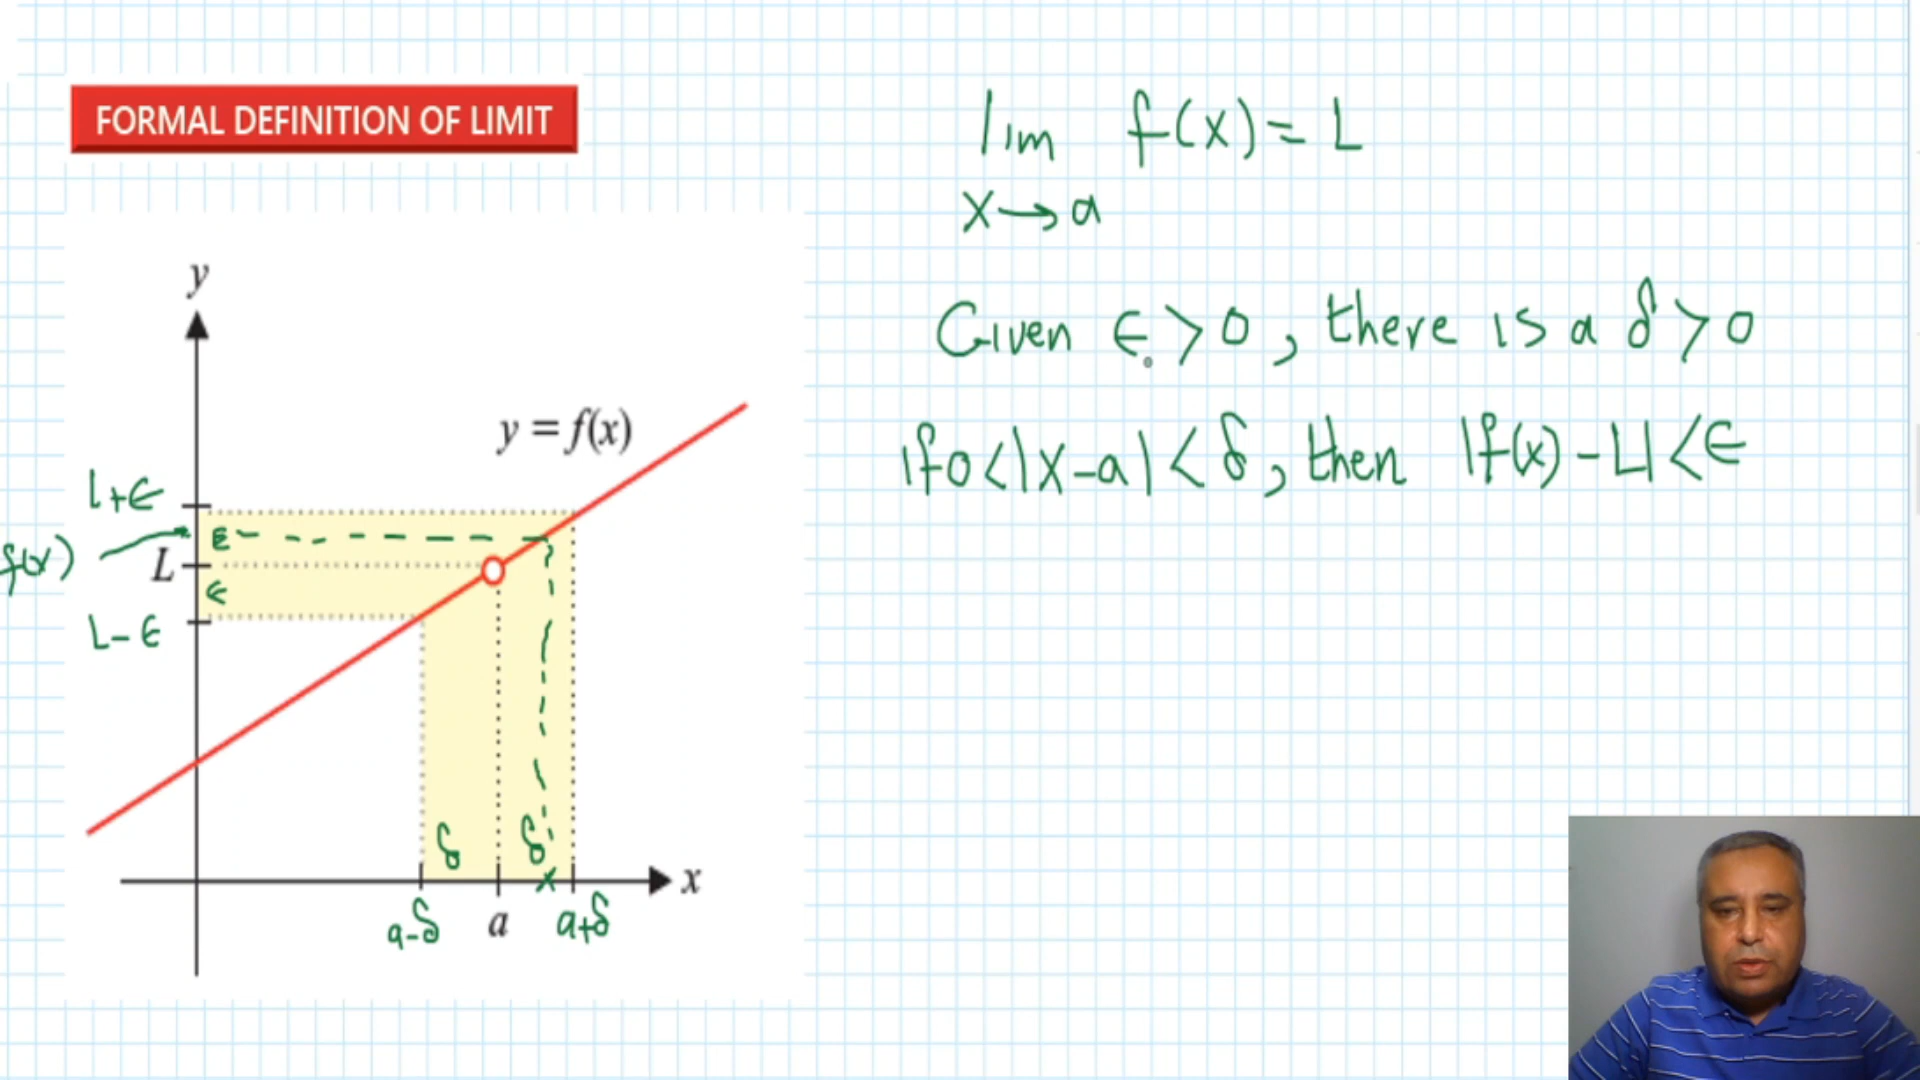 FORMAL DEFINITION OF LIMIT
lim f(x) = L
x→a
Given ϵ > 0, there is a δ > 0
if 0 < |x - a| < δ, then |f(x) - L| < ϵ
y
y = f(x)
L+ϵ
ϵ
f(x)
L
ϵ
L-ϵ
δ
δ
x
x
a-δ
a
a+δ